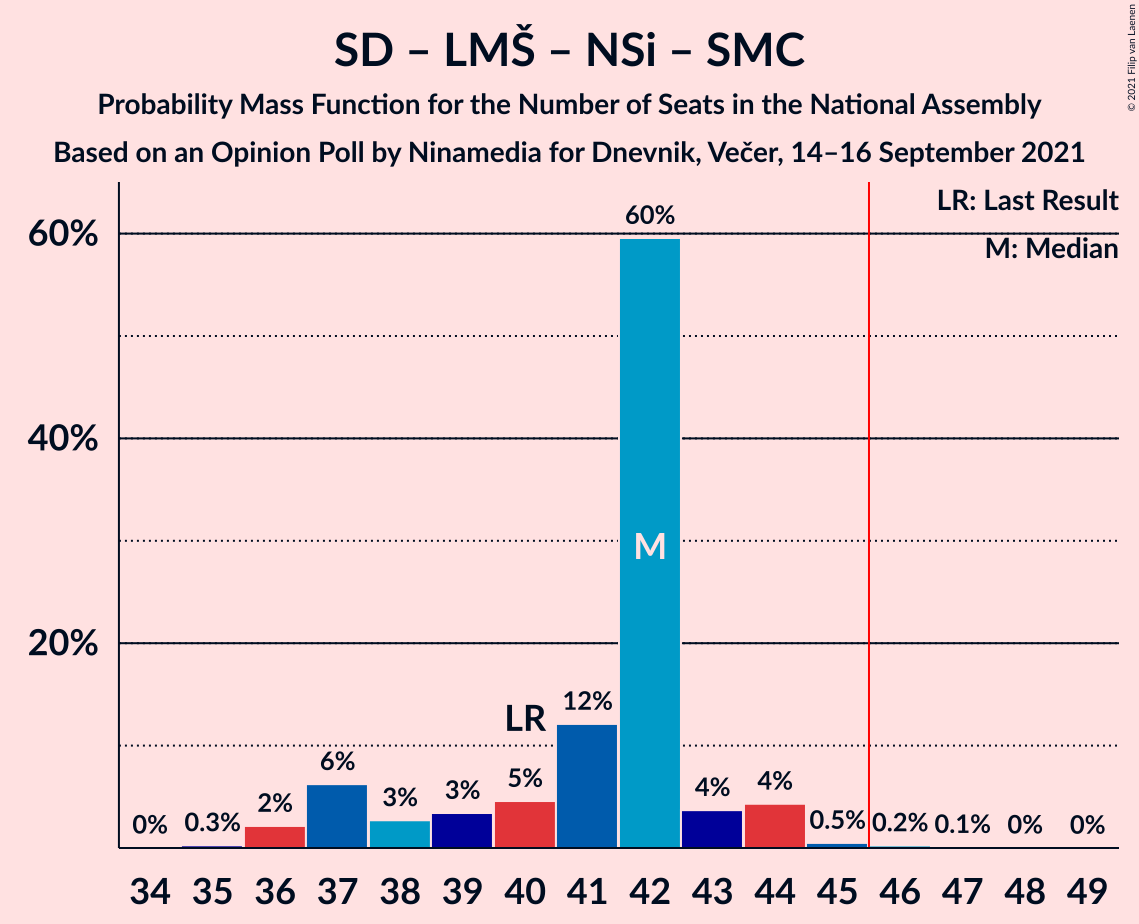 SD – LMŠ – NSi – SMC
Probability Mass Function for the Number of Seats in the National Assembly
Based on an Opinion Poll by Ninamedia for Dnevnik, Večer, 14–16 September 2021
© 2021 Filip van Laenen
LR: Last Result
M: Median
60%
40%
20%
0% 0.3% 2% 6% 3% 3% 5% 12% 60% 4% 4% 0.5% 0.2% 0.1% 0% 0%
LR
M
34 35 36 37 38 39 40 41 42 43 44 45 46 47 48 49